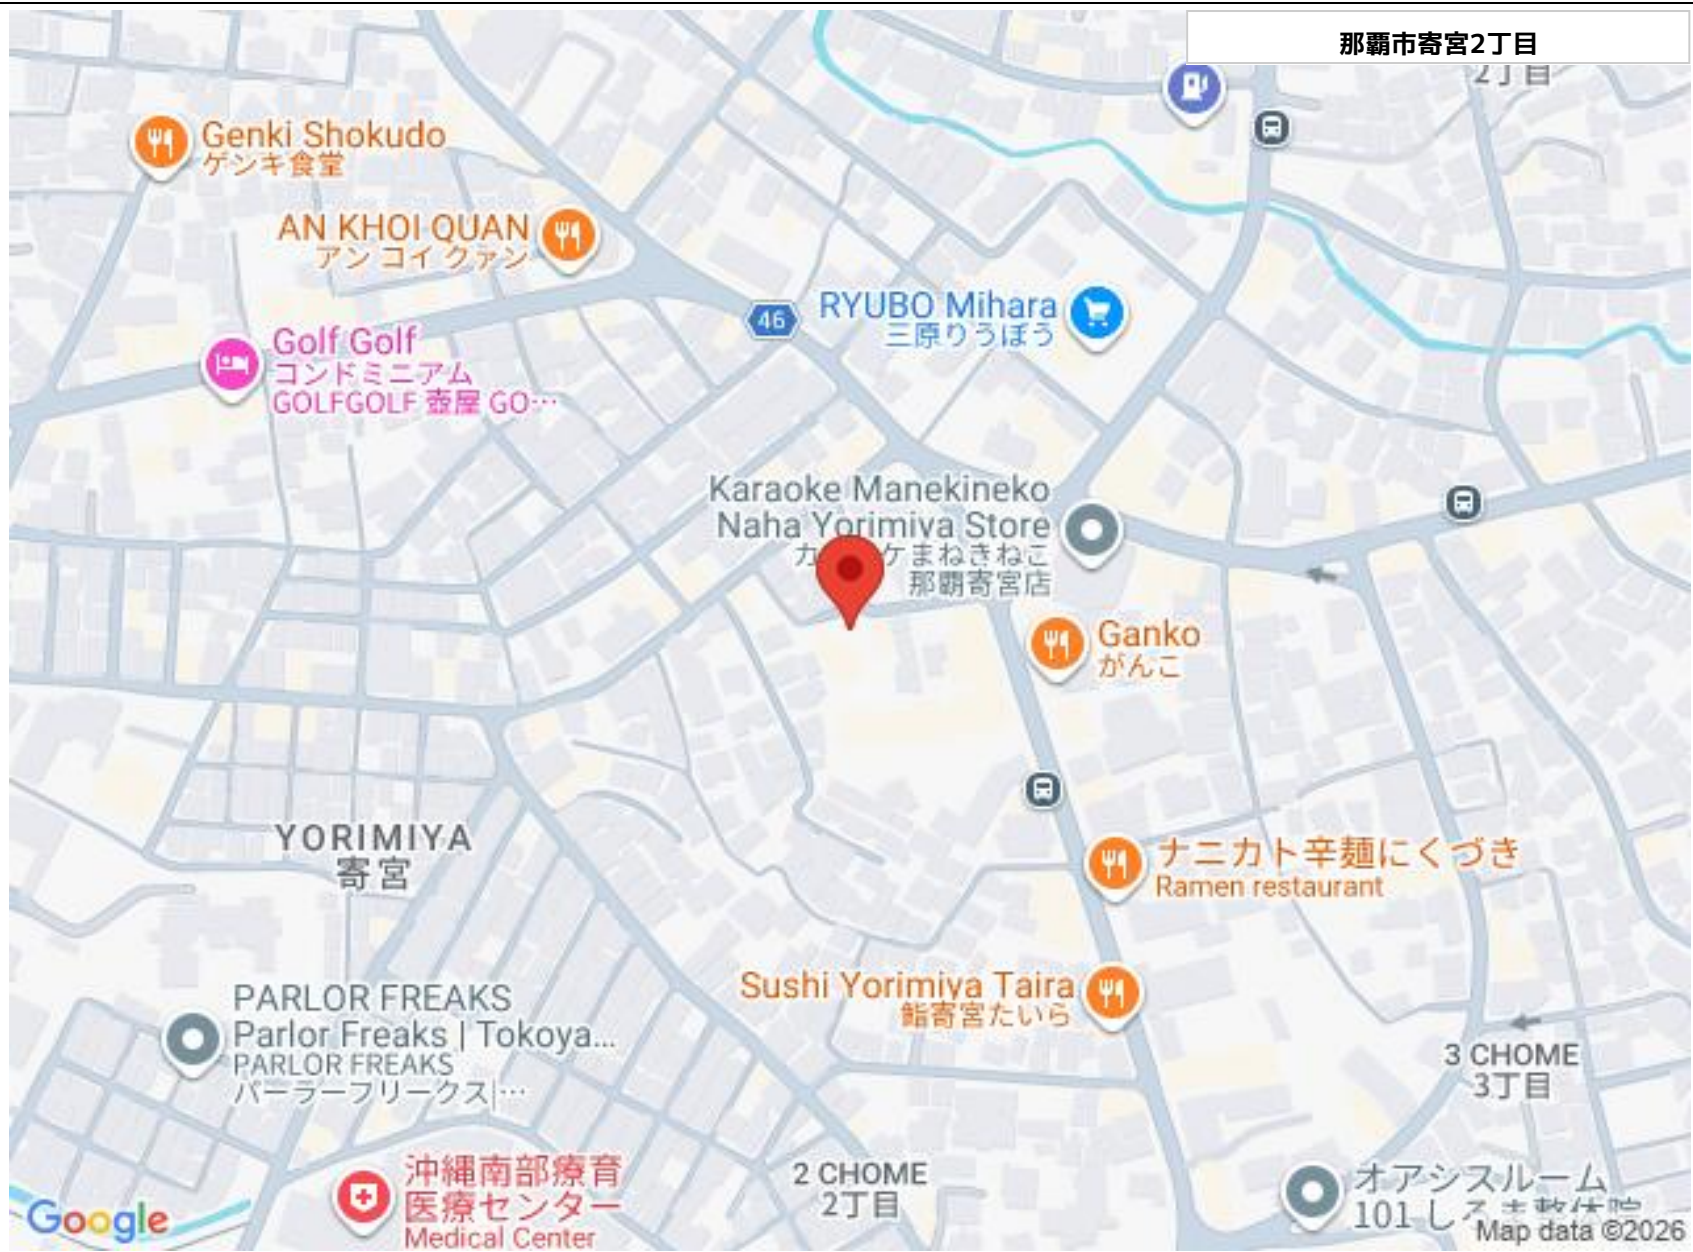 那覇市寄宮2丁目
2丁目
Genki Shokudo
ゲンキ食堂
AN KHOI QUAN
アン コイ クァン
46
RYUBO Mihara
三原りうぼう
Golf Golf
コンドミニアム
GOLFGOLF 壺屋 GO…
Karaoke Manekineko
Naha Yorimiya Store
カ ケまねきねこ
那覇寄宮店
Ganko
がんこ
YORIMIYA
寄宮
ナニカト辛麺にくづき
Ramen restaurant
Sushi Yorimiya Taira
鮨寄宮たいら
PARLOR FREAKS
Parlor Freaks | Tokoya...
PARLOR FREAKS
パーラーフリークス|…
3 CHOME
3丁目
沖縄南部療育
医療センター
Medical Center
2 CHOME
2丁目
オアシスルーム
101 し
Google
Map data ©2026